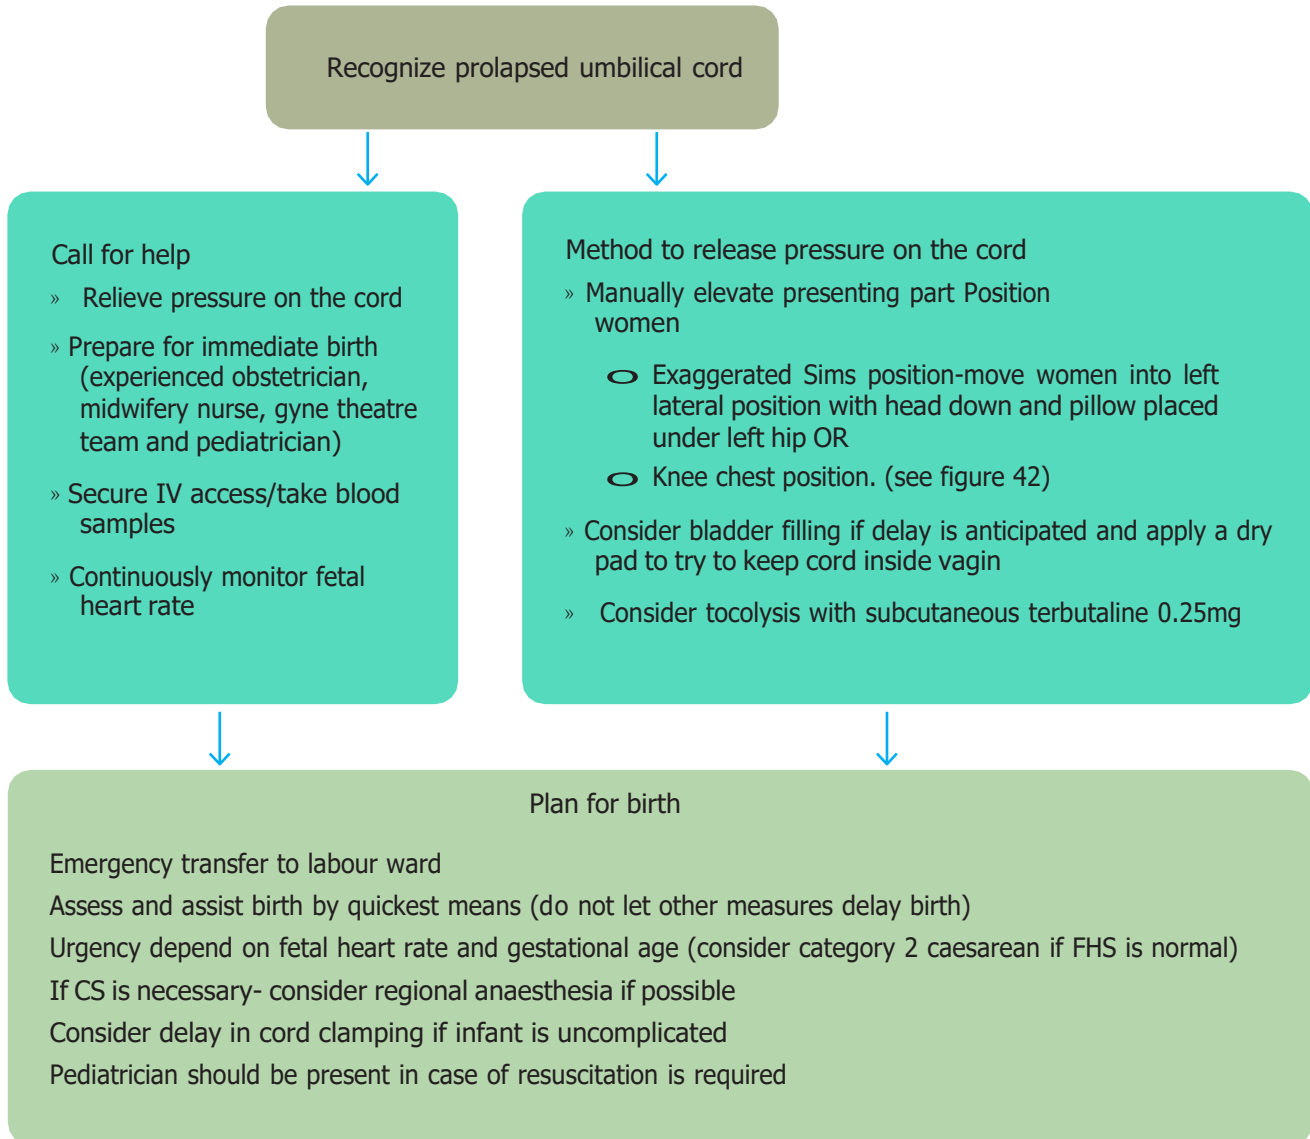 Recognize prolapsed umbilical cord
Call for help
» Relieve pressure on the cord
» Prepare for immediate birth
(experienced obstetrician,
midwifery nurse, gyne theatre
team and pediatrician)
» Secure IV access/take blood
samples
» Continuously monitor fetal
heart rate
Method to release pressure on the cord
» Manually elevate presenting part Position
women
Exaggerated Sims position-move women into left
lateral position with head down and pillow placed
under left hip OR
Knee chest position. (see figure 42)
» Consider bladder filling if delay is anticipated and apply a dry
pad to try to keep cord inside vagin
» Consider tocolysis with subcutaneous terbutaline 0.25mg
Plan for birth
Emergency transfer to labour ward
Assess and assist birth by quickest means (do not let other measures delay birth)
Urgency depend on fetal heart rate and gestational age (consider category 2 caesarean if FHS is normal)
If CS is necessary- consider regional anaesthesia if possible
Consider delay in cord clamping if infant is uncomplicated
Pediatrician should be present in case of resuscitation is required